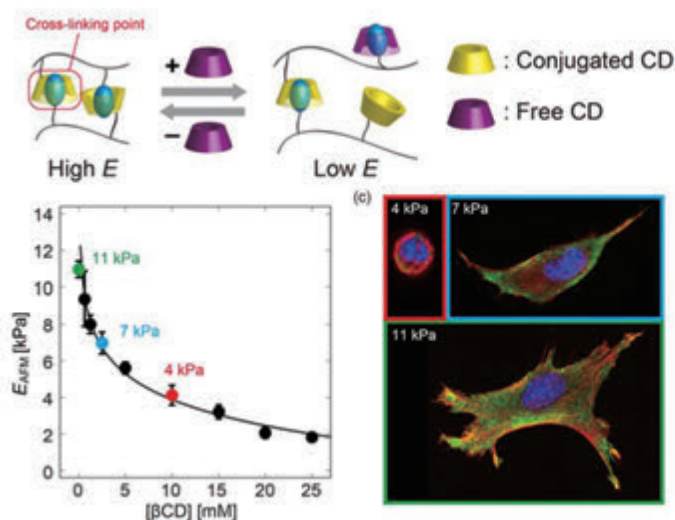 Cross-linking point
+
−
: Conjugated CD
: Free CD
High E
Low E
14
12
10
8
6
4
2
0
E_AFM [kPa]
11 kPa
7 kPa
4 kPa
0
5
10
15
20
25
[βCD] [mM]
(c)
4 kPa
7 kPa
11 kPa